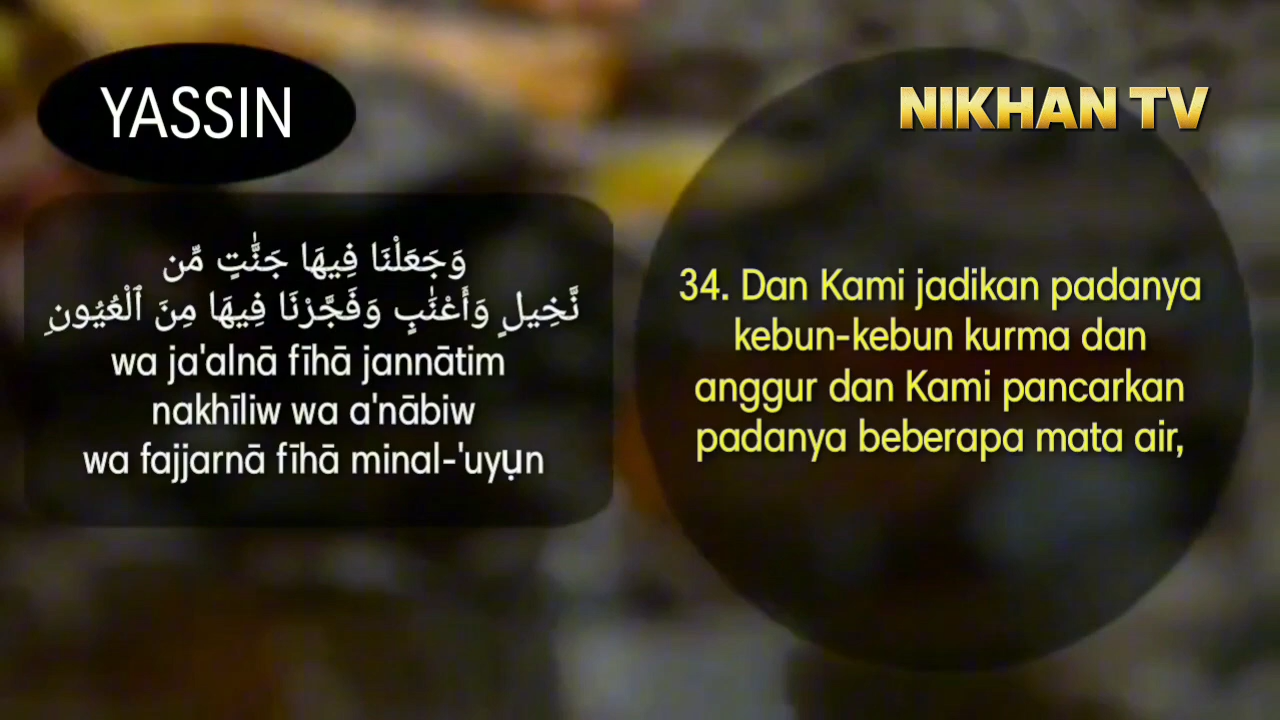 YASSIN
NIKHAN TV
وَجَعَلْنَا فِيهَا جَنَّٰتٍ مِّن
نَّخِيلٍ وَأَعْنَٰبٍ وَفَجَّرْنَا فِيهَا مِنَ ٱلْعُيُونِ
wa ja'alnā fīhā jannātim
nakhīliw wa a'nābiw
wa fajjarnā fīhā minal-'uyụn
34. Dan Kami jadikan padanya
kebun-kebun kurma dan
anggur dan Kami pancarkan
padanya beberapa mata air,